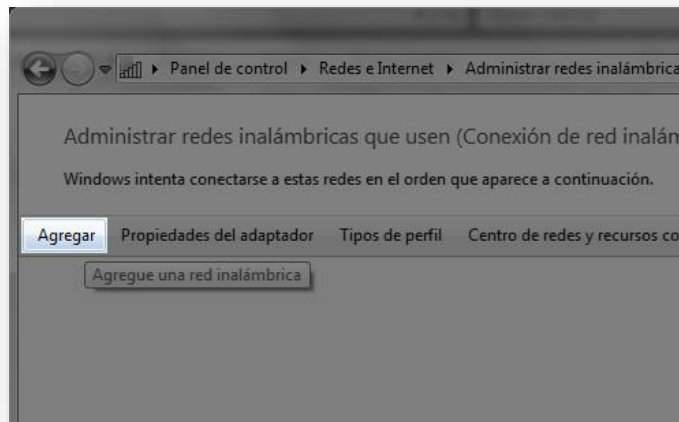 Panel de control Redes e Internet Administrar redes inalámbrica
Administrar redes inalámbricas que usen (Conexión de red inalám
Windows intenta conectarse a estas redes en el orden que aparece a continuación.
Agregar Propiedades del adaptador Tipos de perfil Centro de redes y recursos co
Agregue una red inalámbrica